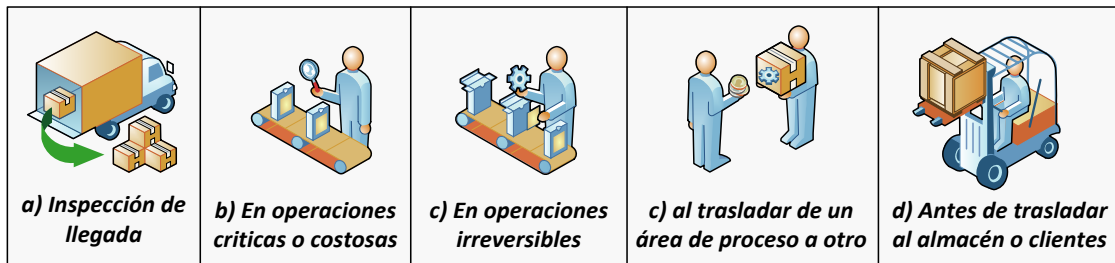 a) Inspección de
llegada
b) En operaciones
criticas o costosas
c) En operaciones
irreversibles
c) al trasladar de un
área de proceso a otro
d) Antes de trasladar
al almacén o clientes